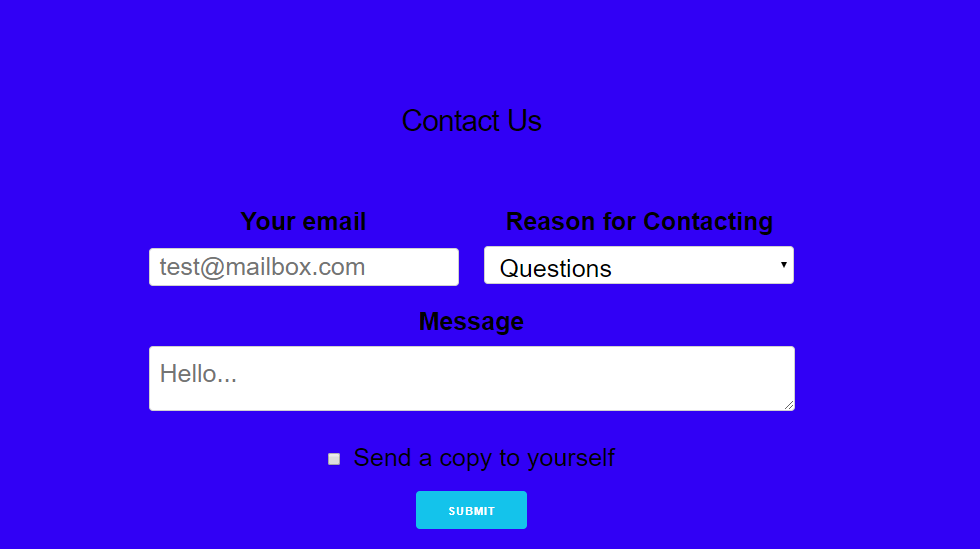 Contact Us
Your email
Reason for Contacting
test@mailbox.com
Questions
Message
Hello...
Send a copy to yourself
SUBMIT